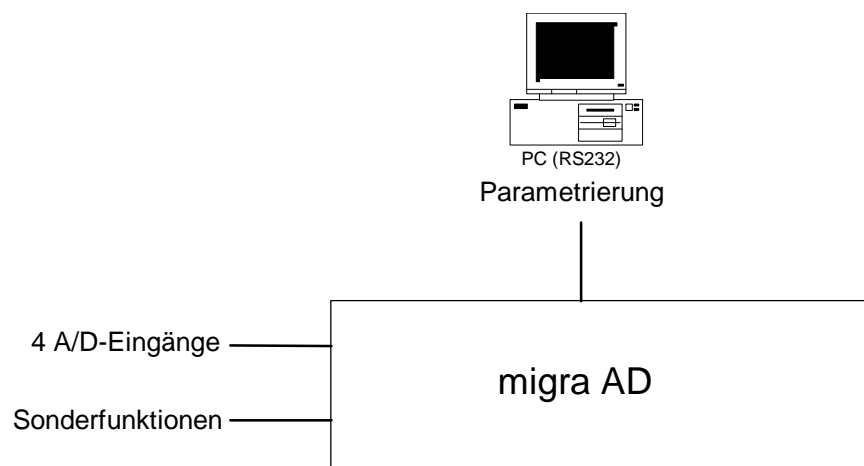 PC (RS232)
Parametrierung
4 A/D-Eingänge
migra AD
Sonderfunktionen